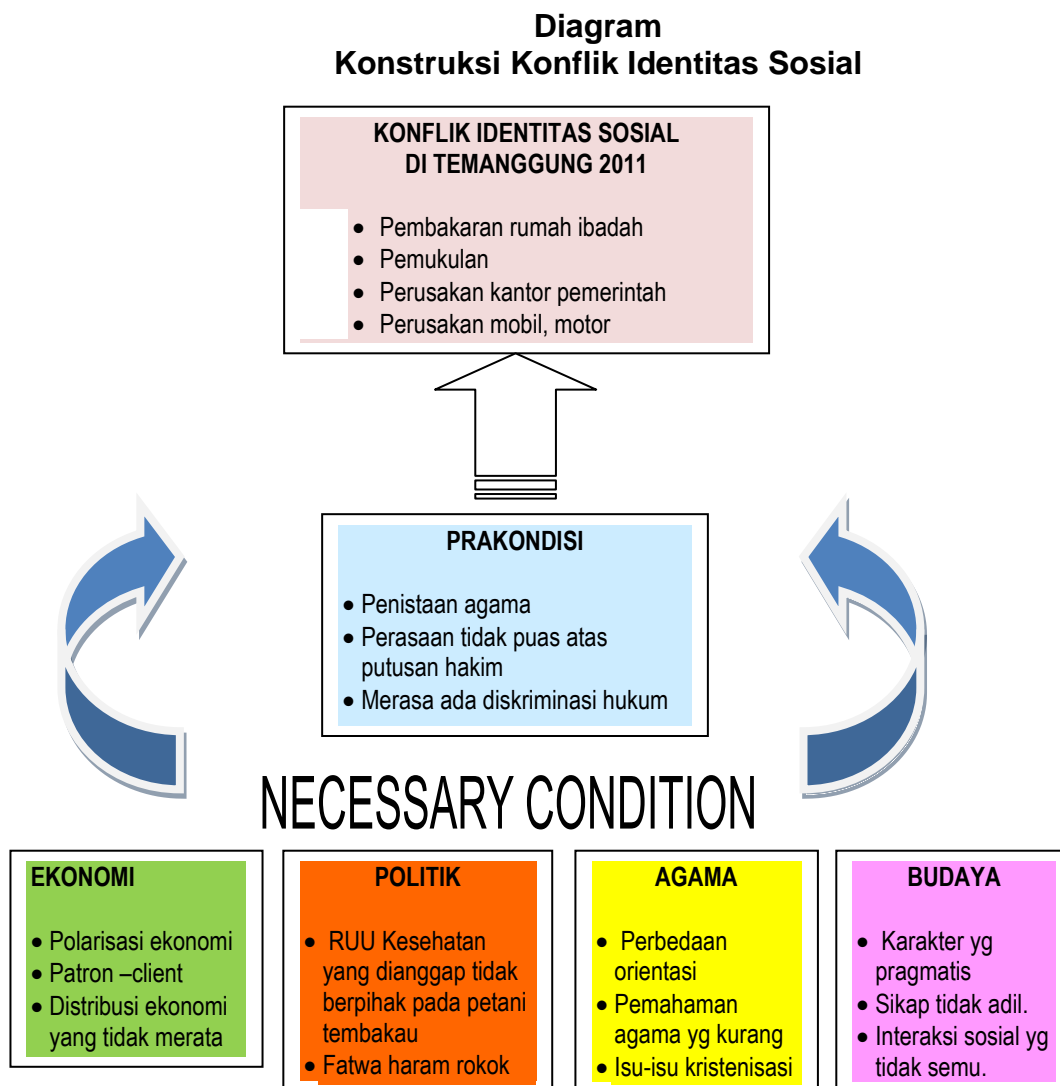 Diagram
Konstruksi Konflik Identitas Sosial
KONFLIK IDENTITAS SOSIAL
DI TEMANGGUNG 2011
• Pembakaran rumah ibadah
• Pemukulan
• Perusakan kantor pemerintah
• Perusakan mobil, motor
PRAKONDISI
• Penistaan agama
• Perasaan tidak puas atas
putusan hakim
• Merasa ada diskriminasi hukum
NECESSARY CONDITION
EKONOMI
• Polarisasi ekonomi
• Patron –client
• Distribusi ekonomi
yang tidak merata
POLITIK
• RUU Kesehatan
yang dianggap tidak
berpihak pada petani
tembakau
• Fatwa haram rokok
AGAMA
• Perbedaan
orientasi
• Pemahaman
agama yg kurang
• Isu-isu kristenisasi
BUDAYA
• Karakter yg
pragmatis
• Sikap tidak adil.
• Interaksi sosial yg
tidak semu.